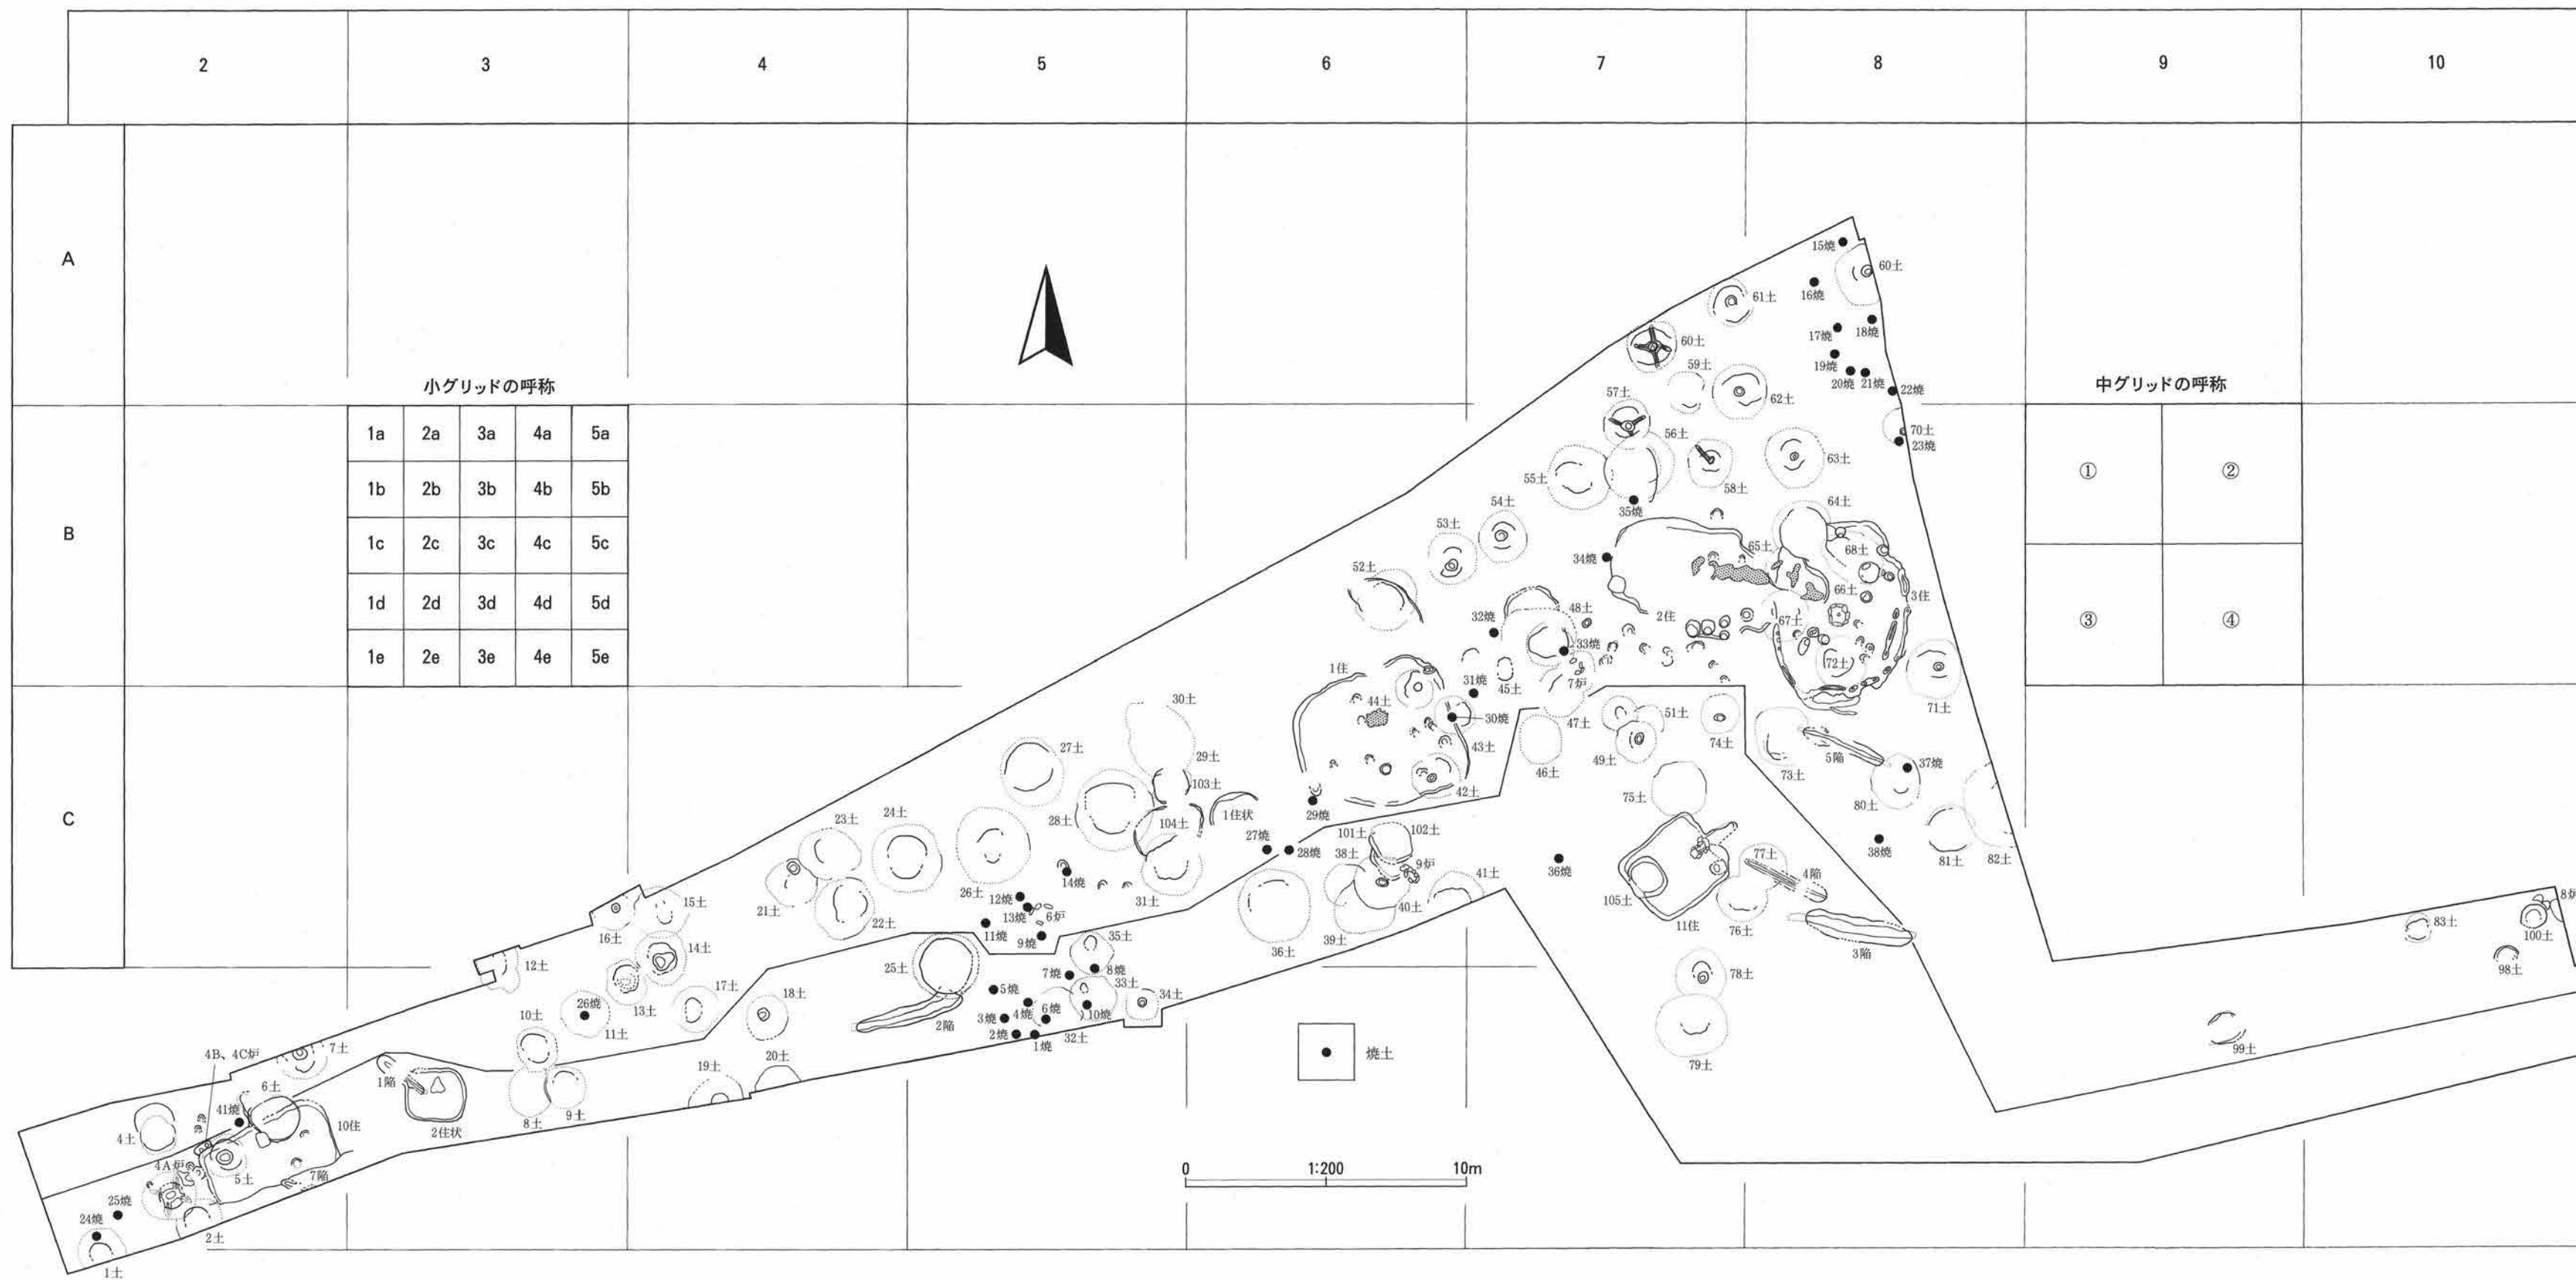 2 3 4 5 6 7 8 9 10
A
15焼
60土
16焼
61土
17焼 18焼
60土
19焼
59土
20焼 21焼
22焼
小グリッドの呼称
中グリッドの呼称
57土
62土
1a 2a 3a 4a 5a
70土
56土
23焼
63土
① ②
55土
58土
1b 2b 3b 4b 5b
54土
35焼
64土
53土
B
1c 2c 3c 4c 5c
65土
68土
34焼
52土
66土
3住
1d 2d 3d 4d 5d
48土
2住
32焼
67土
③ ④
33焼
1e 2e 3e 4e 5e
1住
72土
31焼
45土
7炉
30土
44土
30焼
47土
51土
71土
43土
74土
27土
29土
46土
49土
73土
5陥
37焼
103土
42土
75土
80土
28土
104土
1住状
29焼
C
23土
24土
27焼
28焼
101土
102土
38焼
81土
82土
38土
9炉
36焼
77土
4陥
14焼
26土
12焼
31土
41土
105土
21土
22土
13焼
6炉
40土
15土
16土
11焼
9焼
36土
39土
11住
76土
3陥
8炉
83土
100土
14土
35土
12土
25土
7焼
8焼
78土
98土
5焼
33土
34土
26焼
13土
17土
18土
10土
11土
3焼
4焼
6焼
10焼
2焼
1焼
32土
2陥
99土
4B、4C炉
7土
20土
19土
79土
焼土
1陥
6土
41焼
4土
10住
2住状
8土
9土
4A炉
5土
7陥
0 1:200 10m
25焼
24焼
2土
1土